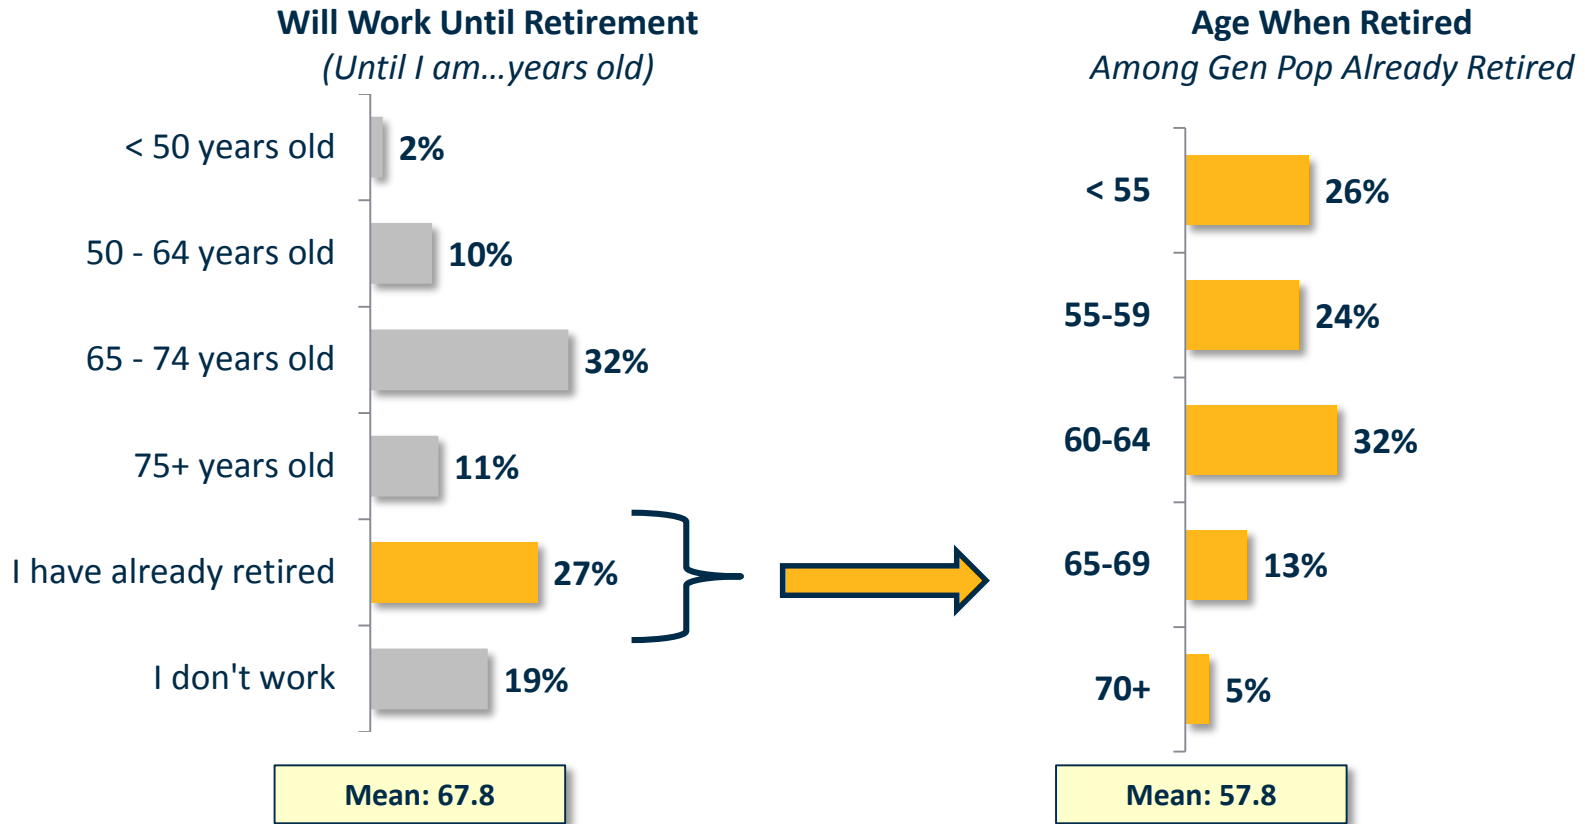 Will Work Until Retirement
(Until I am...years old)
< 50 years old
2%
50 - 64 years old
10%
65 - 74 years old
32%
75+ years old
11%
I have already retired
27%
I don't work
19%
Mean: 67.8
Age When Retired
Among Gen Pop Already Retired
< 55
26%
55-59
24%
60-64
32%
65-69
13%
70+
5%
Mean: 57.8